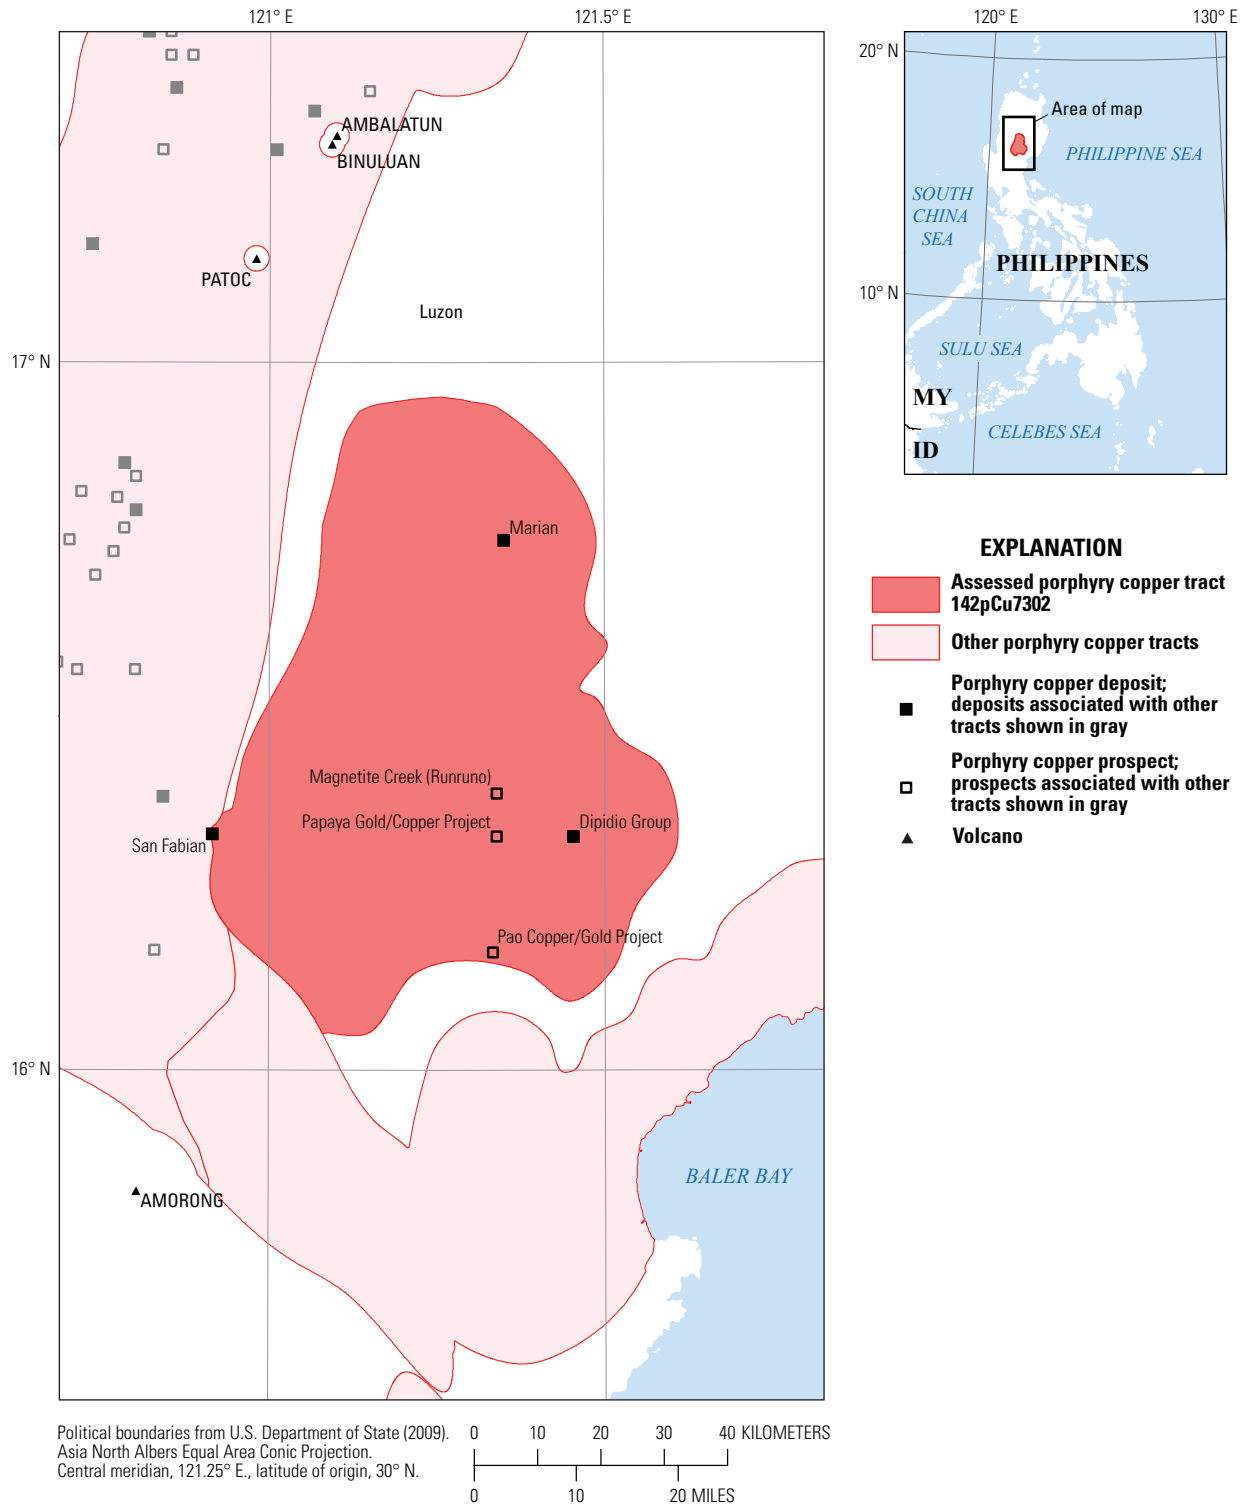 121° E
121.5° E
120° E
130° E
20° N
Area of map
PHILIPPINE SEA
SOUTH
CHINA
SEA
PHILIPPINES
10° N
SULU SEA
MY
CELEBES SEA
ID
AMBALATUN
BINULUAN
PATOC
Luzon
17° N
Marian
Magnetite Creek (Runruno)
Papaya Gold/Copper Project
Dipidio Group
San Fabian
Pao Copper/Gold Project
16° N
BALER BAY
AMORONG
EXPLANATION
Assessed porphyry copper tract
142pCu7302
Other porphyry copper tracts
Porphyry copper deposit;
deposits associated with other
tracts shown in gray
Porphyry copper prospect;
prospects associated with other
tracts shown in gray
Volcano
Political boundaries from U.S. Department of State (2009).
Asia North Albers Equal Area Conic Projection.
Central meridian, 121.25° E., latitude of origin, 30° N.
0 10 20 30 40 KILOMETERS
0 10 20 MILES